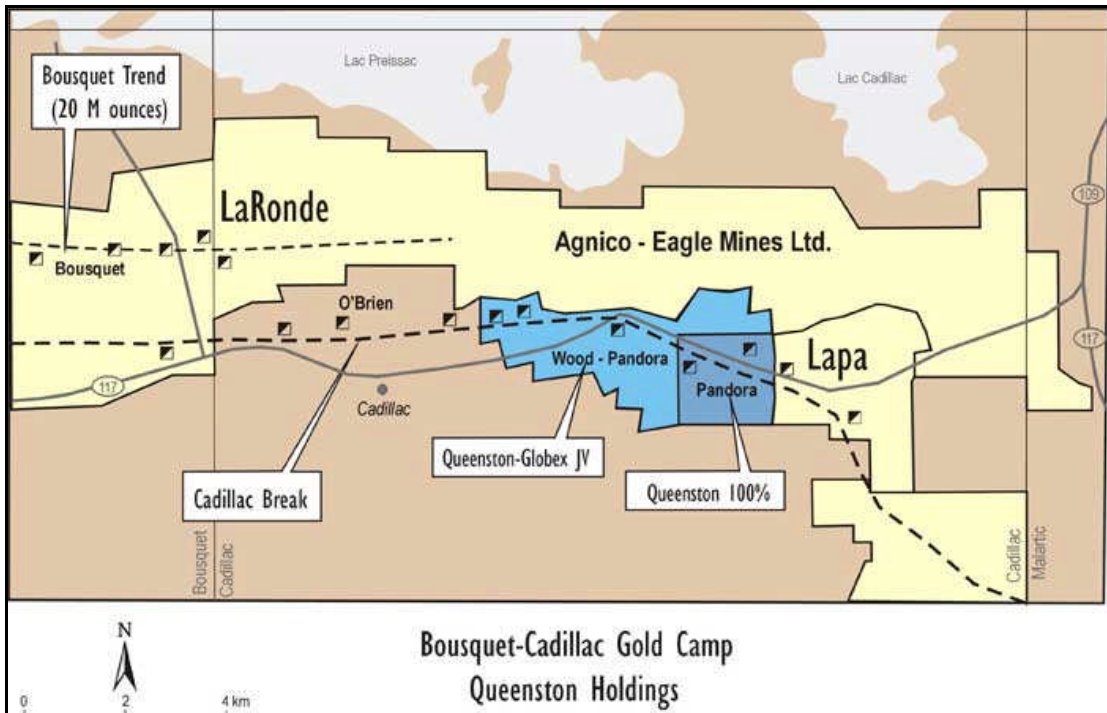 Lac Preissac
Lac Cadillac
Bousquet Trend
(20 M ounces)
109
LaRonde
Agnico - Eagle Mines Ltd.
Bousquet
O'Brien
117
Wood - Pandora
Lapa
117
Pandora
Cadillac
Queenston-Globex JV
Queenston 100%
Cadillac Break
Bousquet
Cadillac
Cadillac
Malartic
N
Bousquet-Cadillac Gold Camp
Queenston Holdings
0 2 4 km